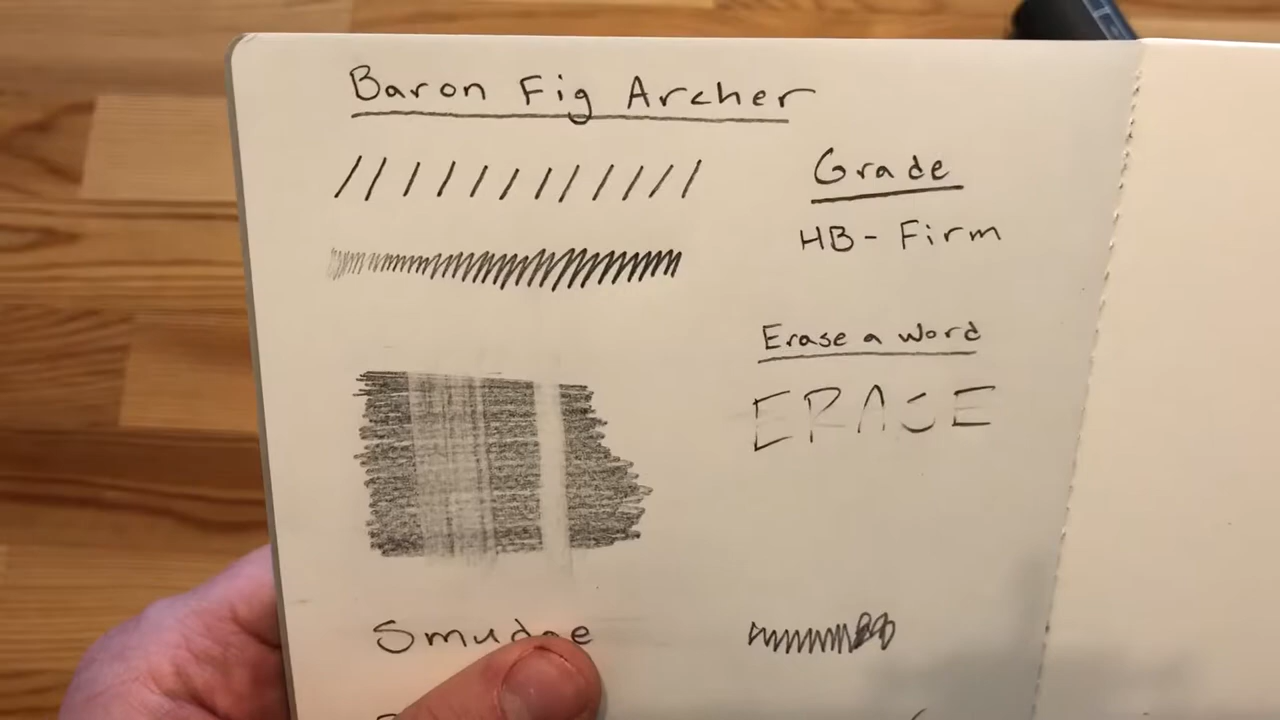 Baron Fig Archer
Grade
HB - Firm
Erase a word
ERASE
Smudge